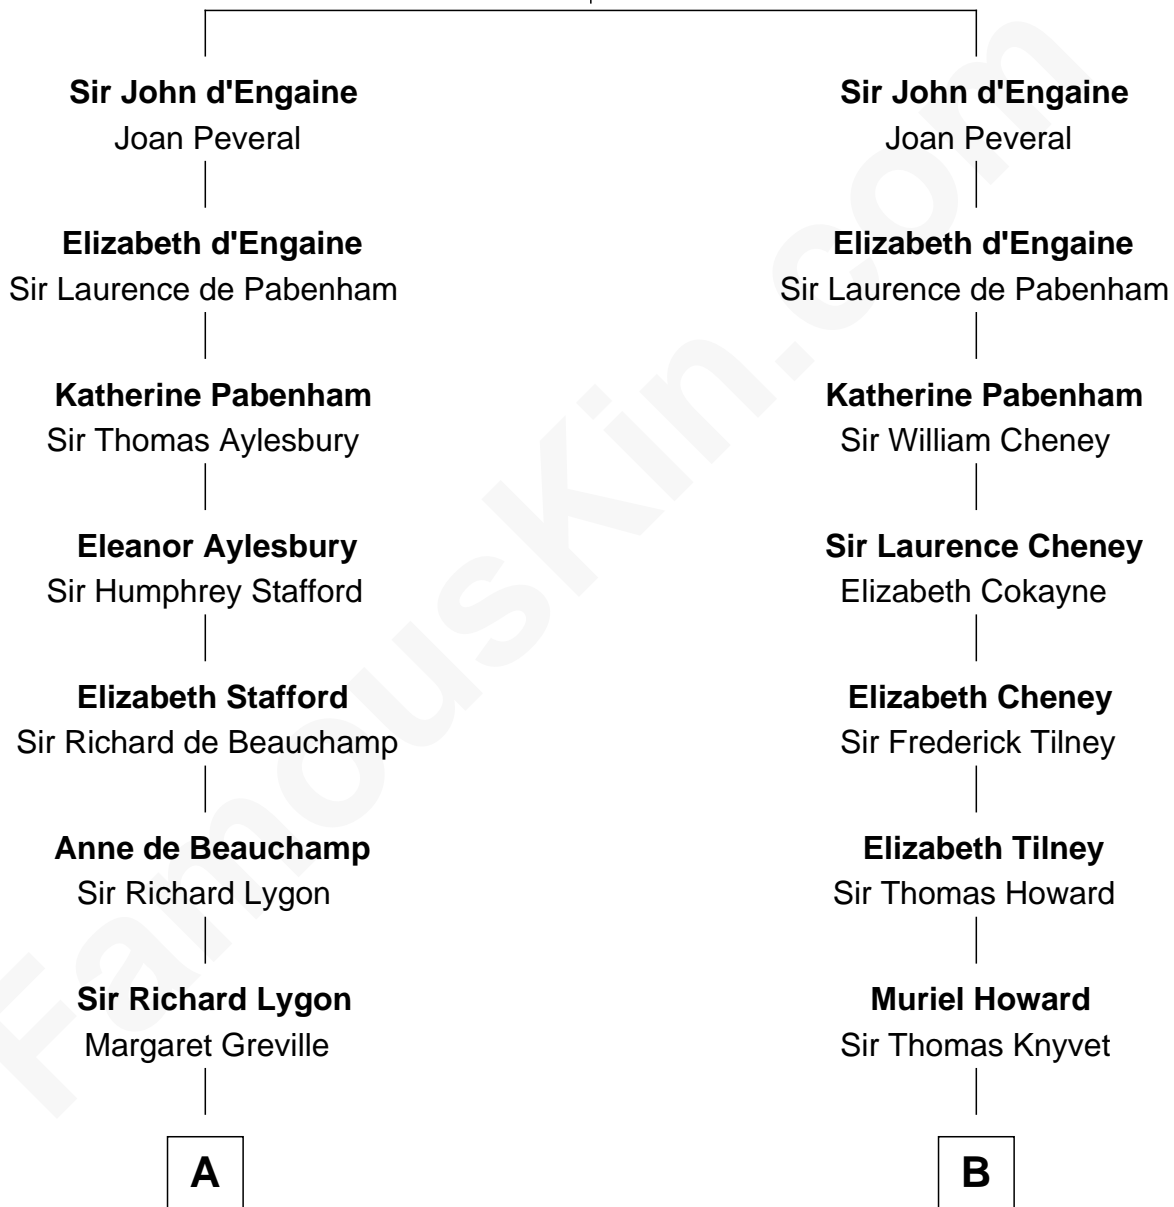 Sir John d'Engaine
Joan Peveral
Elizabeth d'Engaine
Sir Laurence de Pabenham
Katherine Pabenham
Sir Thomas Aylesbury
Eleanor Aylesbury
Sir Humphrey Stafford
Elizabeth Stafford
Sir Richard de Beauchamp
Anne de Beauchamp
Sir Richard Lygon
Sir Richard Lygon
Margaret Greville
A
Sir John d'Engaine
Joan Peveral
Elizabeth d'Engaine
Sir Laurence de Pabenham
Katherine Pabenham
Sir William Cheney
Sir Laurence Cheney
Elizabeth Cokayne
Elizabeth Cheney
Sir Frederick Tilney
Elizabeth Tilney
Sir Thomas Howard
Muriel Howard
Sir Thomas Knyvet
B
FamousKin.com